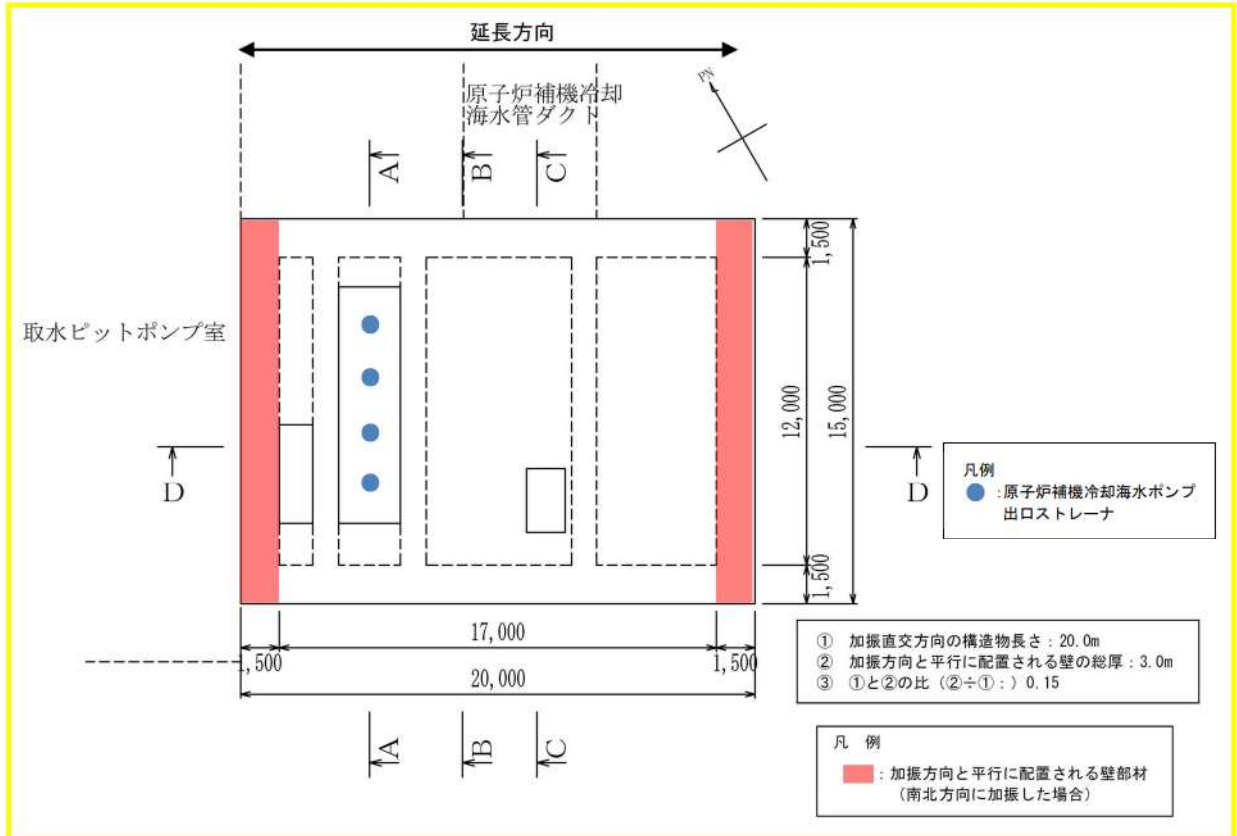 延長方向
PN
原子炉補機冷却
海水管ダクト
A
B
C
1,500
取水ピットポンプ室
12,000
15,000
D
D
凡例
:原子炉補機冷却海水ポンプ
出口ストレーナ
1,500
17,000
1,500
1,500
20,000
① 加振直交方向の構造物長さ:20.0m
② 加振方向と平行に配置される壁の総厚:3.0m
③ ①と②の比(②÷①:)0.15
A
B
C
凡 例
:加振方向と平行に配置される壁部材
(南北方向に加振した場合)